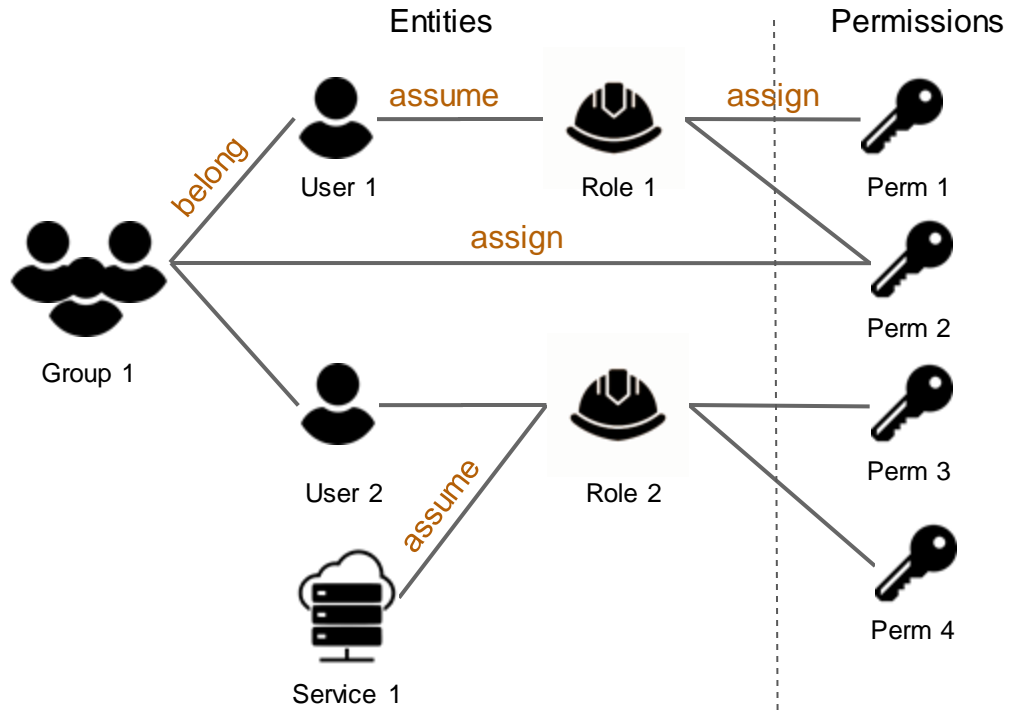 Entities
Permissions
assume
assign
belong
User 1
Role 1
Perm 1
assign
Perm 2
Group 1
Perm 3
User 2
Role 2
assume
Perm 4
Service 1